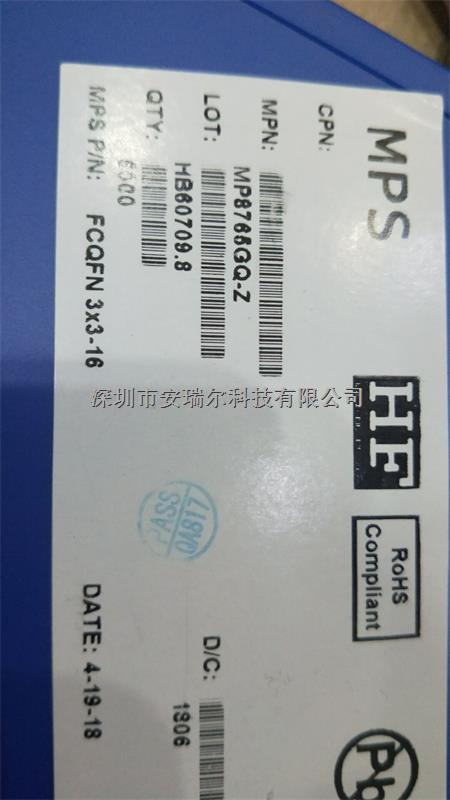 MPS
HF
RoHS
Compliant
Pb
CPN:
MPN:
MP8765GQ-Z
LOT:
HB60709.8
D/C:
1806
QTY:
MPS P/N: FCQFN 3x3-16
DATE: 4-19-18
PASS
深圳市安瑞尔科技有限公司